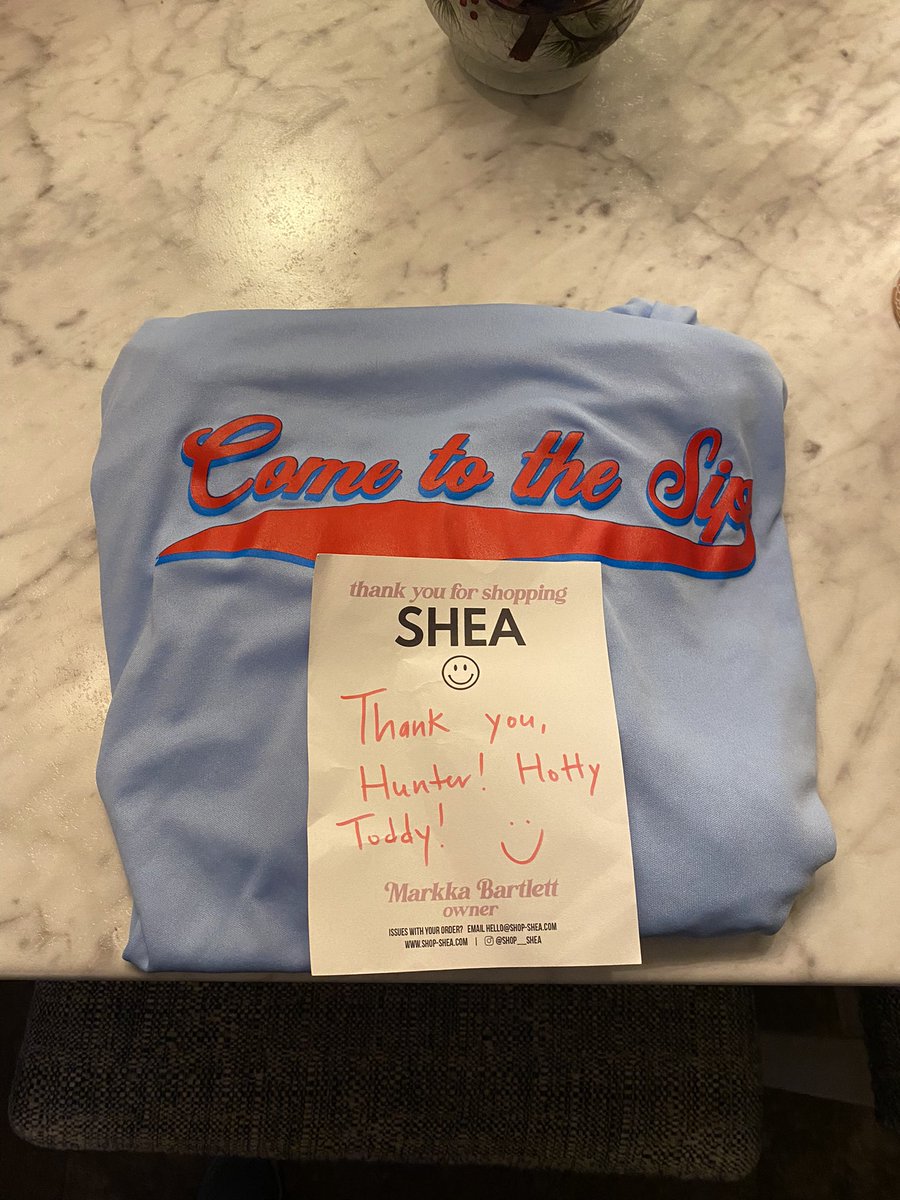 Come to the Sip
thank you for shopping
SHEA
Thank you,
Hunter! Hotty
Toddy!
Markka Bartlett
owner
ISSUES WITH YOUR ORDER? EMAIL HELLO@SHOP-SHEA.COM
WWW.SHOP-SHEA.COM | @SHOP__SHEA